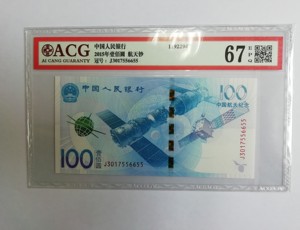 ACG
AI CANG GUARANTY
中国人民银行
2015年壹佰圆 航天钞
冠号：J3017556655
67
EPQ
中国人民银行
100
中国航天纪念
100
J3017556655